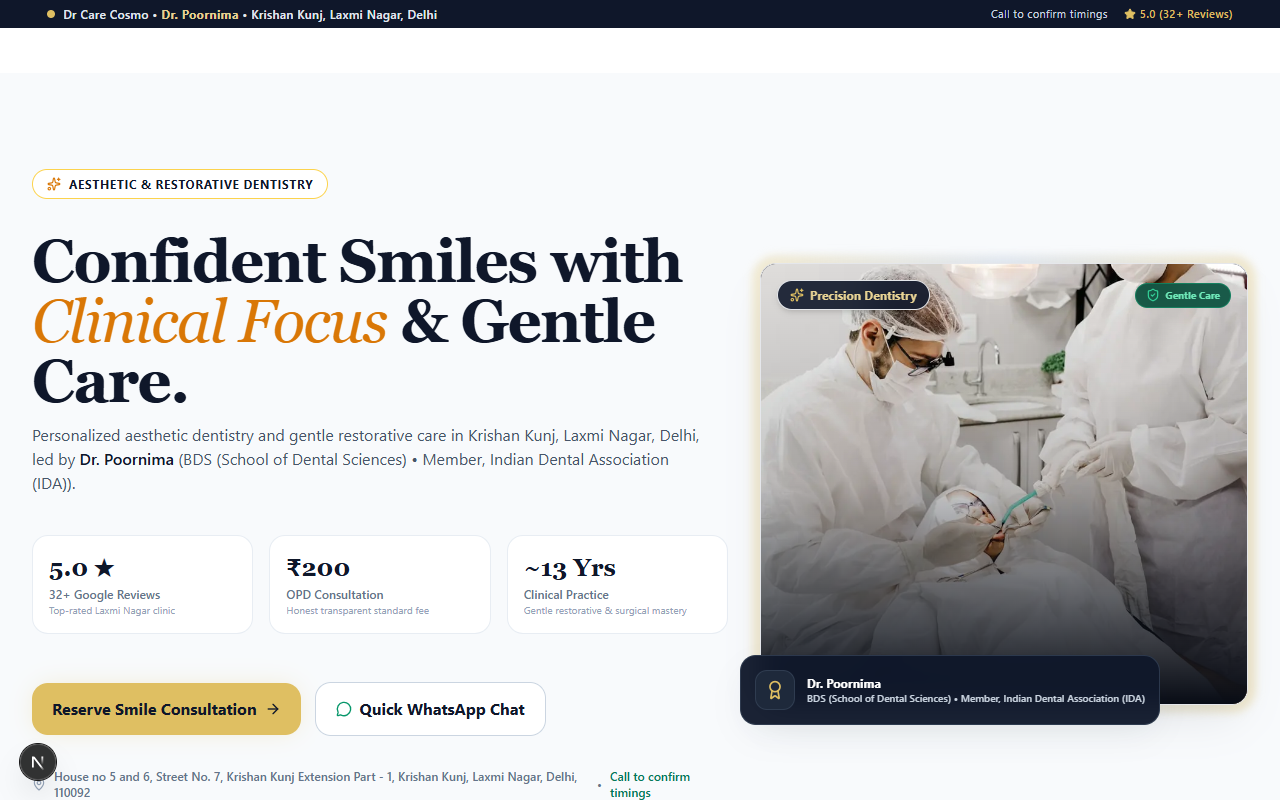 Dr Care Cosmo • Dr. Poornima • Krishan Kunj, Laxmi Nagar, Delhi
Call to confirm timings
5.0 (32+ Reviews)
AESTHETIC & RESTORATIVE DENTISTRY
Confident Smiles with
Clinical Focus & Gentle
Care.
Personalized aesthetic dentistry and gentle restorative care in Krishan Kunj, Laxmi Nagar, Delhi,
led by Dr. Poornima (BDS (School of Dental Sciences) • Member, Indian Dental Association
(IDA)).
5.0 ★
32+ Google Reviews
Top-rated Laxmi Nagar clinic
₹200
OPD Consultation
Honest transparent standard fee
~13 Yrs
Clinical Practice
Gentle restorative & surgical mastery
Reserve Smile Consultation →
Quick WhatsApp Chat
N
House no 5 and 6, Street No. 7, Krishan Kunj Extension Part - 1, Krishan Kunj, Laxmi Nagar, Delhi,
110092
• Call to confirm
timings
Precision Dentistry
Gentle Care
Dr. Poornima
BDS (School of Dental Sciences) • Member, Indian Dental Association (IDA)